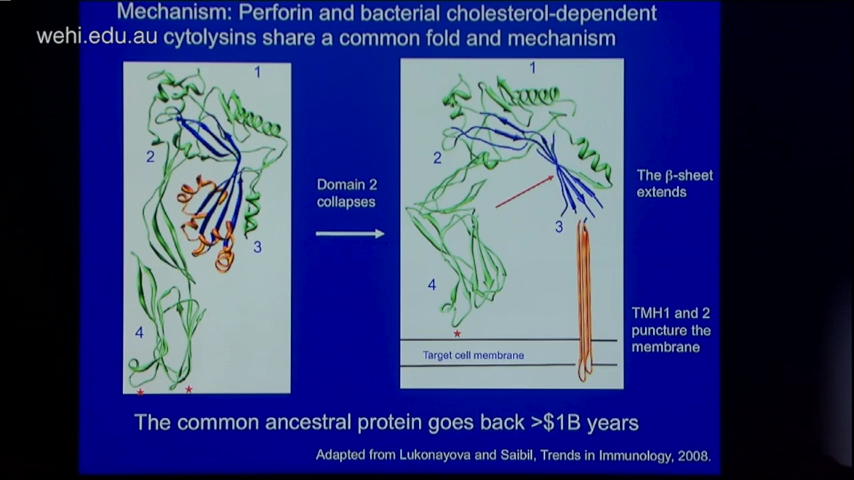 Mechanism: Perforin and bacterial cholesterol-dependent
wehi.edu.au
cytolysins share a common fold and mechanism
1
2
3
4
Domain 2
collapses
1
2
3
4
Target cell membrane
The β-sheet
extends
TMH1 and 2
puncture the
membrane
The common ancestral protein goes back >$1B years
Adapted from Lukonayova and Saibil, Trends in Immunology, 2008.